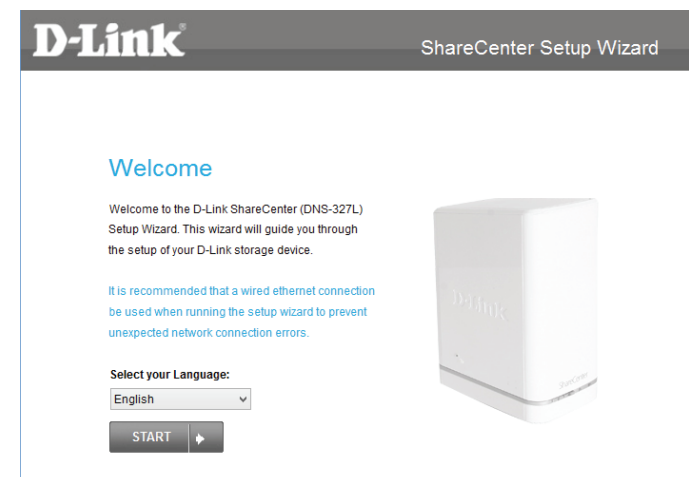 D-Link®
ShareCenter Setup Wizard
Welcome
Welcome to the D-Link ShareCenter (DNS-327L)
Setup Wizard. This wizard will guide you through
the setup of your D-Link storage device.
It is recommended that a wired ethernet connection
be used when running the setup wizard to prevent
unexpected network connection errors.
Select your Language:
English
START
D-Link
ShareCenter